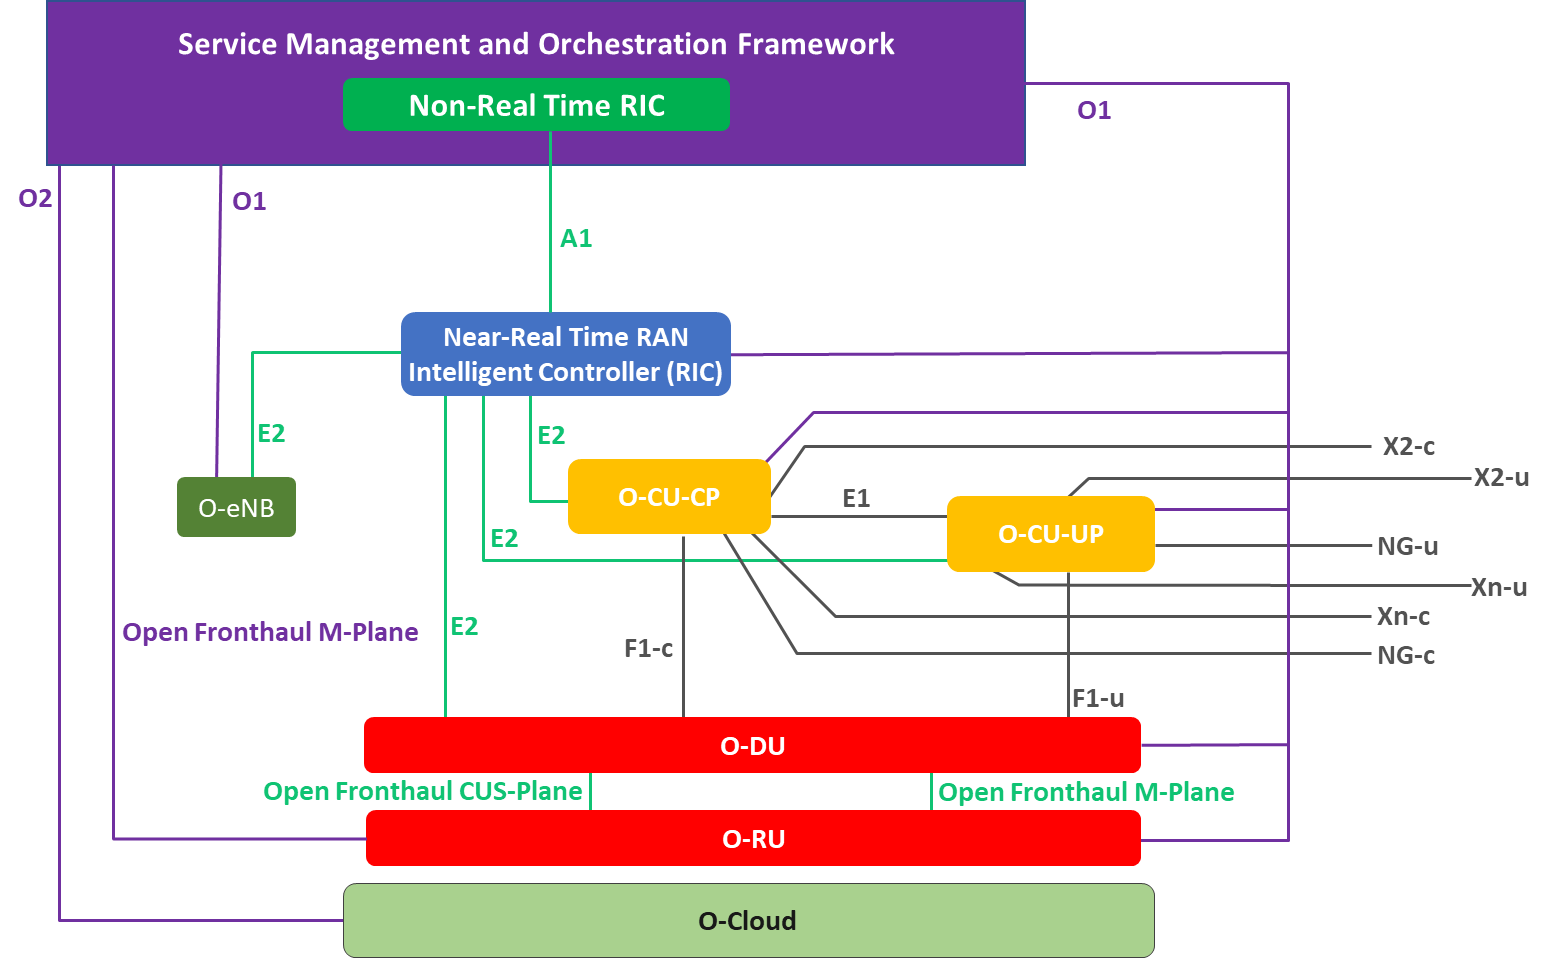 Service Management and Orchestration Framework
Non-Real Time RIC
O1
O2
O1
A1
Near-Real Time RAN
Intelligent Controller (RIC)
E2
E2
X2-c
X2-u
O-eNB
O-CU-CP
E1
O-CU-UP
E2
NG-u
Xn-u
Xn-c
Open Fronthaul M-Plane
E2
F1-c
NG-c
F1-u
O-DU
Open Fronthaul CUS-Plane
Open Fronthaul M-Plane
O-RU
O-Cloud